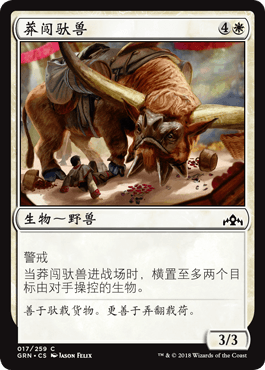 莽闯驮兽 4
生物～野兽
警戒
当莽闯驮兽进战场时，横置至多两个目
标由对手操控的生物。
善于驮载货物。更善于弄翻载荷。
3/3
017/259 C
GRN • CS Jason Felix
™ & © 2018 Wizards of the Coast